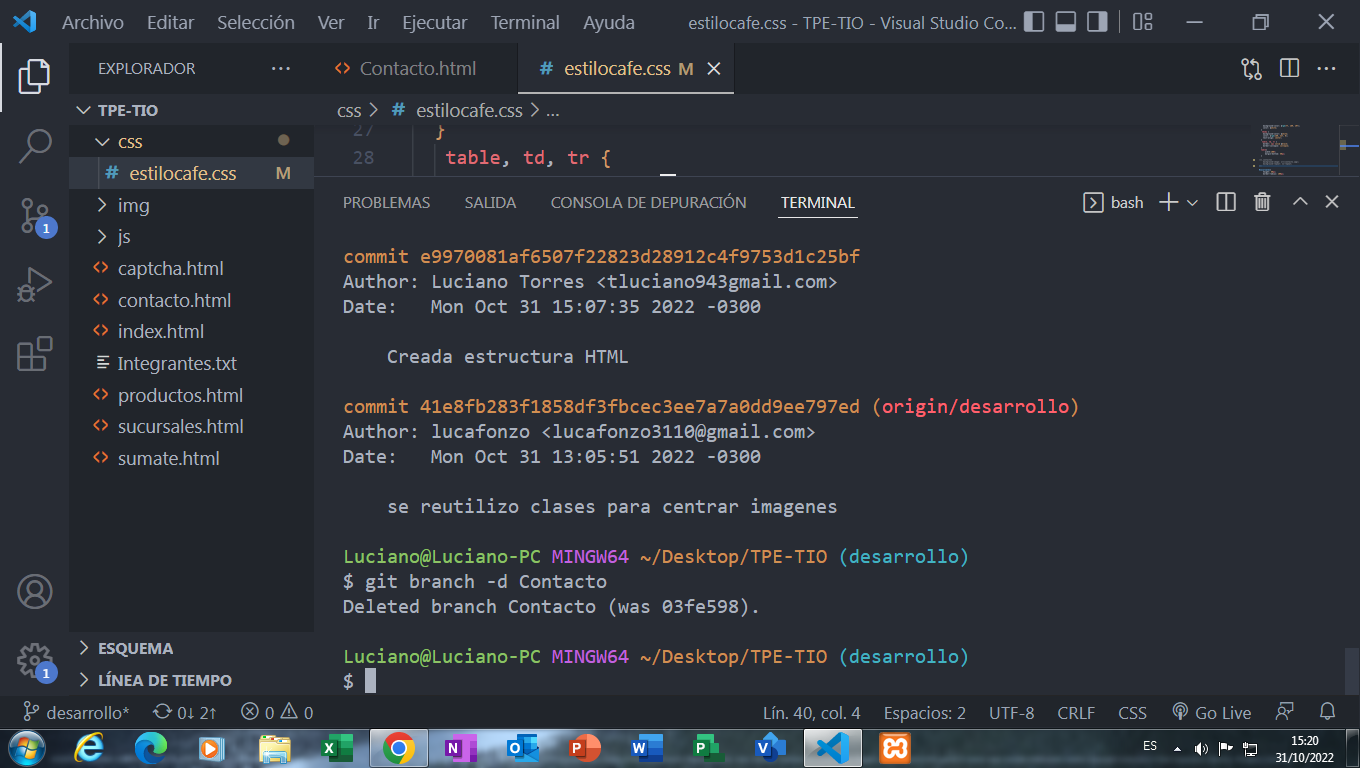 Archivo Editar Selección Ver Ir Ejecutar Terminal Ayuda estilocafe.css - TPE-TIO - Visual Studio Co...
EXPLORADOR ...
Contacto.html estilocafe.css M
TPE-TIO
css
estilocafe.css M
img
js
captcha.html
contacto.html
index.html
Integrantes.txt
productos.html
sucursales.html
sumate.html
ESQUEMA
LÍNEA DE TIEMPO
1
1
css > # estilocafe.css > ...
27 }
28 table, td, tr {
PROBLEMAS SALIDA CONSOLA DE DEPURACIÓN TERMINAL bash
commit e9970081af6507f22823d28912c4f9753d1c25bf
Author: Luciano Torres <tluciano943gmail.com>
Date: Mon Oct 31 15:07:35 2022 -0300
Creada estructura HTML
commit 41e8fb283f1858df3fbcec3ee7a7a0dd9ee797ed (origin/desarrollo)
Author: lucafonzo <lucafonzo3110@gmail.com>
Date: Mon Oct 31 13:05:51 2022 -0300
se reutilizo clases para centrar imagenes
Luciano@Luciano-PC MINGW64 ~/Desktop/TPE-TIO (desarrollo)
$ git branch -d Contacto
Deleted branch Contacto (was 03fe598).
Luciano@Luciano-PC MINGW64 ~/Desktop/TPE-TIO (desarrollo)
$
desarrollo* 0↓ 2↑ 0 0 Lín. 40, col. 4 Espacios: 2 UTF-8 CRLF CSS Go Live
ES 15:20
31/10/2022